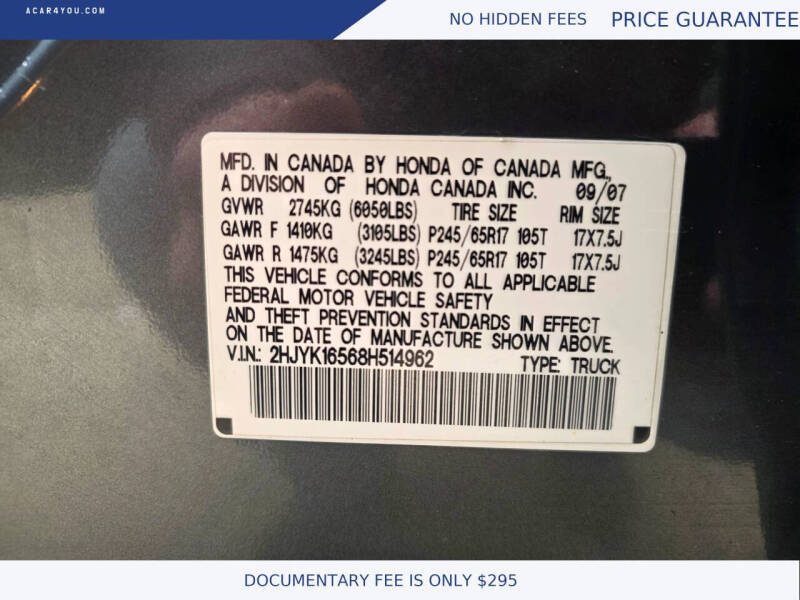 ACAR4YOU.COM
NO HIDDEN FEES PRICE GUARANTEE
MFD. IN CANADA BY HONDA OF CANADA MFG.,
A DIVISION OF HONDA CANADA INC. 09/07
GVWR 2745KG (6050LBS) TIRE SIZE RIM SIZE
GAWR F 1410KG (3105LBS) P245/65R17 105T 17X7.5J
GAWR R 1475KG (3245LBS) P245/65R17 105T 17X7.5J
THIS VEHICLE CONFORMS TO ALL APPLICABLE
FEDERAL MOTOR VEHICLE SAFETY
AND THEFT PREVENTION STANDARDS IN EFFECT
ON THE DATE OF MANUFACTURE SHOWN ABOVE.
V.I.N.: 2HJYK16568H514962 TYPE: TRUCK
DOCUMENTARY FEE IS ONLY $295